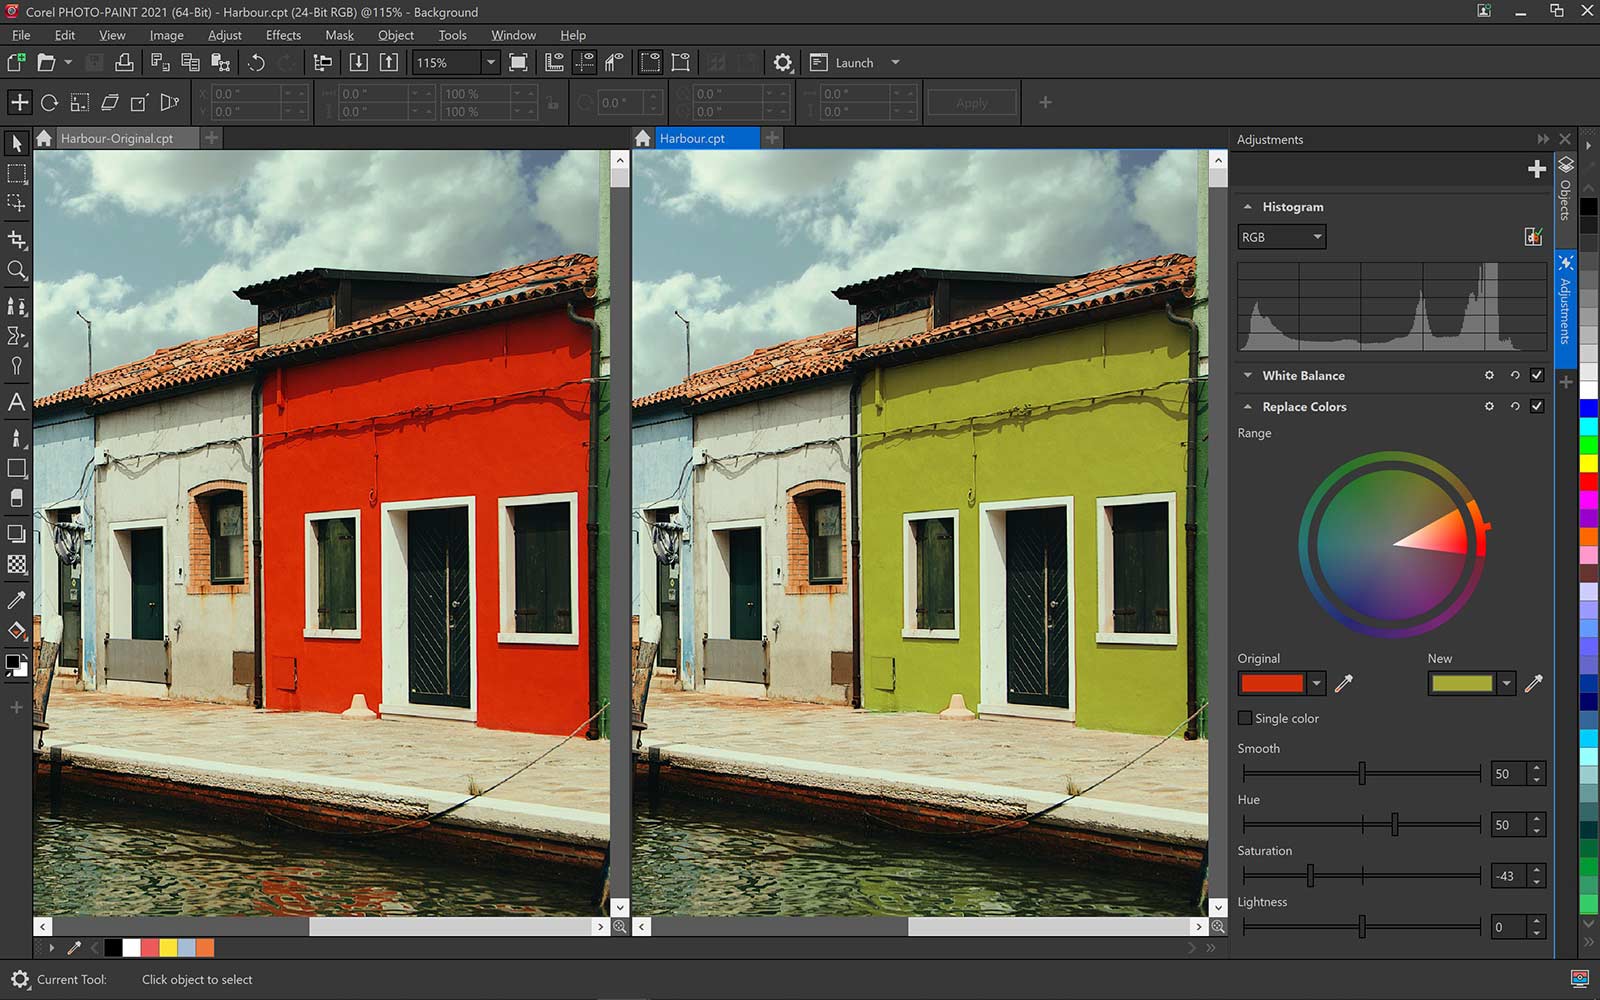 Corel PHOTO-PAINT 2021 (64-Bit) - Harbour.cpt (24-Bit RGB) @115% - Background
File Edit View Image Adjust Effects Mask Object Tools Window Help
115% Launch
X: 0.0 " 0.0 " 100 % 0.0 " 0.0 " 0.0 " Apply
Y: 0.0 " 0.0 " 100 % 0.0 " 0.0 "
Harbour-Original.cpt
Harbour.cpt
Adjustments
Objects
Adjustments
Histogram
RGB
White Balance
Replace Colors
Range
Original New
Single color
Smooth
50
Hue
50
Saturation
-43
Lightness
0
Current Tool: Click object to select